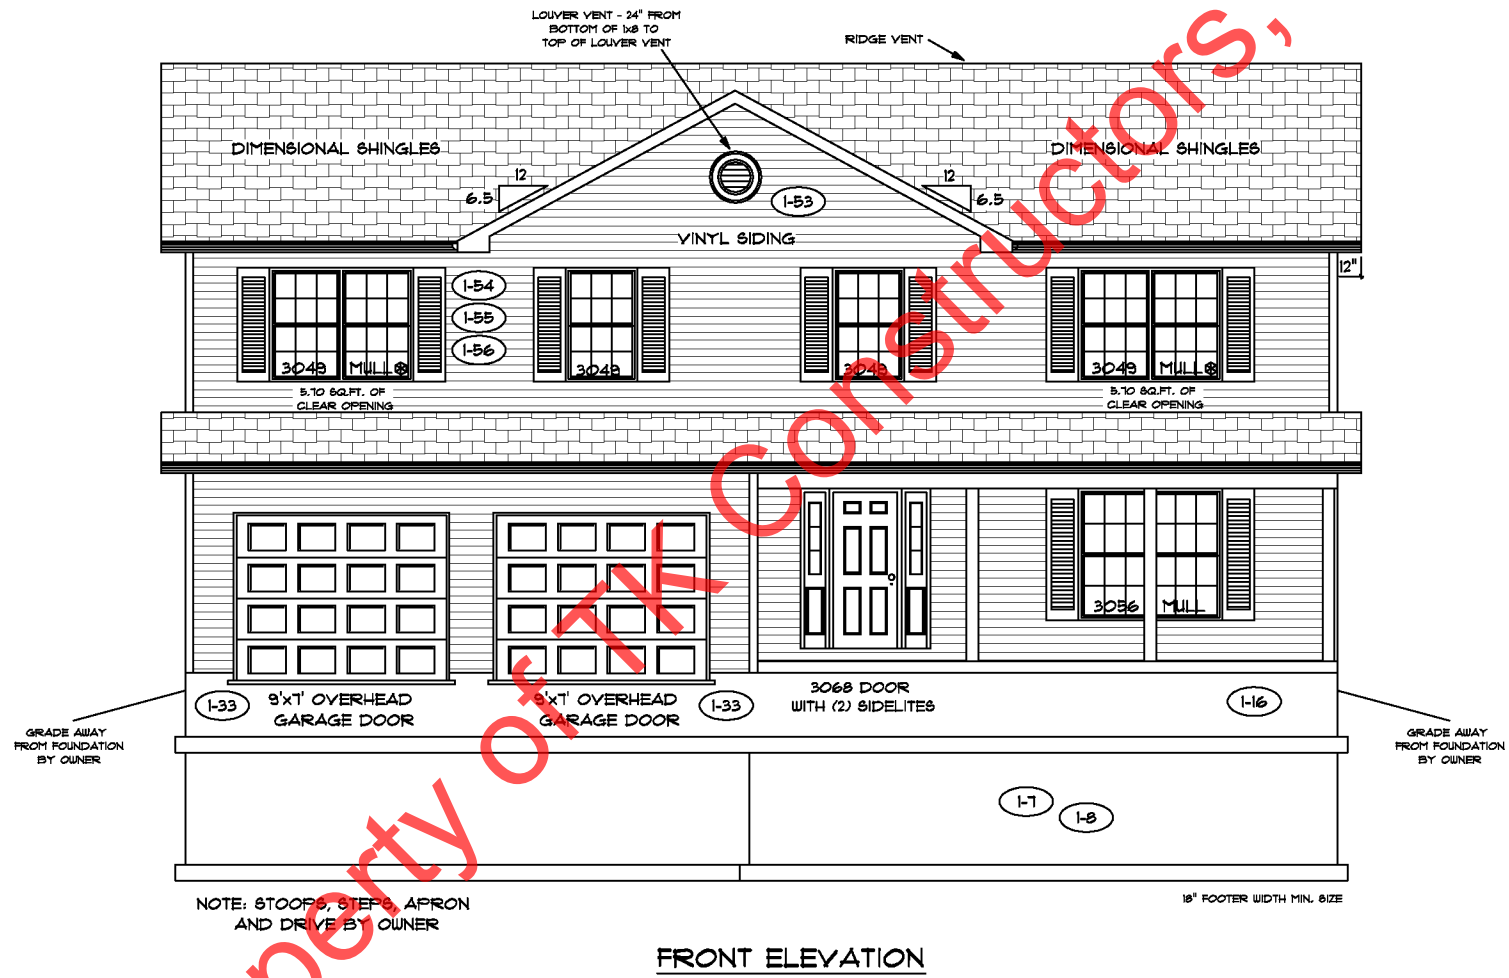 LOUVER VENT - 24" FROM
BOTTOM OF 1x8 TO
TOP OF LOUVER VENT
RIDGE VENT
DIMENSIONAL SHINGLES
DIMENSIONAL SHINGLES
12
6.5
12
6.5
1-53
VINYL SIDING
12"
1-54
1-55
1-56
3049 MULL
3049
3049
3049 MULL
5.70 SQ.FT. OF
CLEAR OPENING
5.70 SQ.FT. OF
CLEAR OPENING
3056 MULL
1-33
9'x7' OVERHEAD
GARAGE DOOR
9'x7' OVERHEAD
GARAGE DOOR
1-33
3068 DOOR
WITH (2) SIDELITES
1-16
GRADE AWAY
FROM FOUNDATION
BY OWNER
GRADE AWAY
FROM FOUNDATION
BY OWNER
1-7
1-8
NOTE: STOOPS, STEPS, APRON
AND DRIVE BY OWNER
18" FOOTER WIDTH MIN. SIZE
FRONT ELEVATION
perty of TK Constructors,